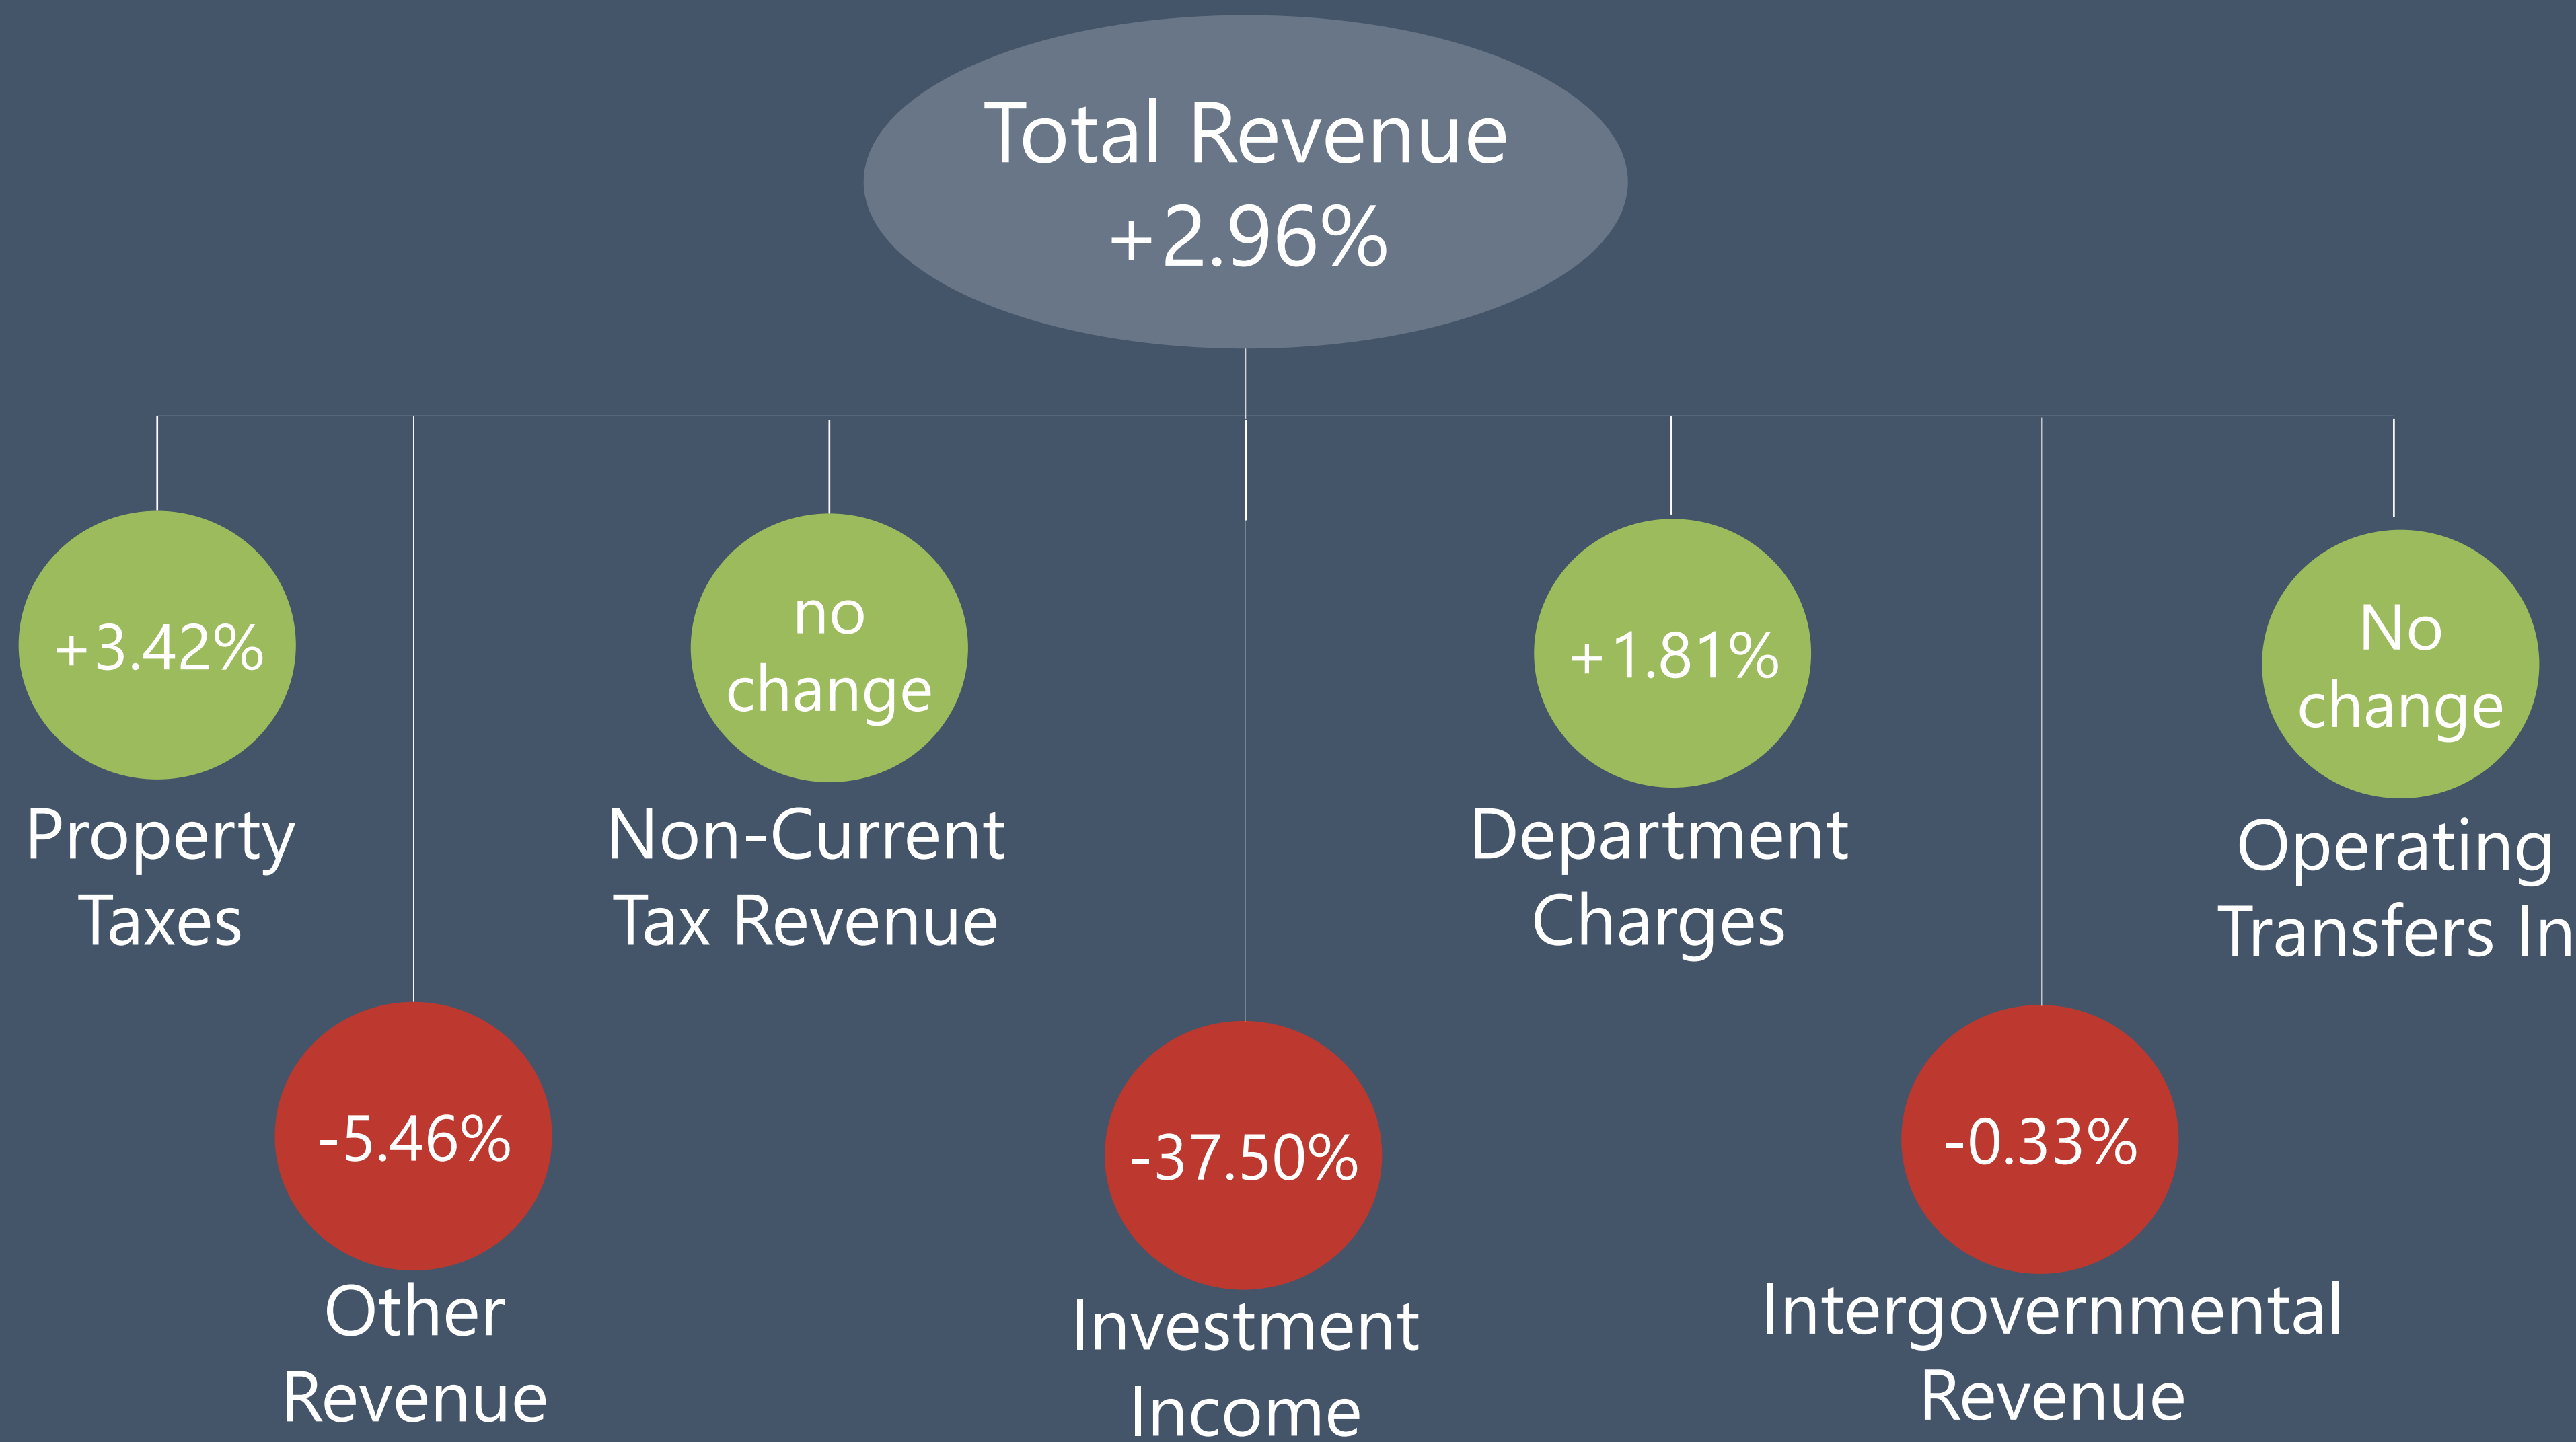 Total Revenue
+2.96%
+3.42%
Property
Taxes
no
change
Non-Current
Tax Revenue
+1.81%
Department
Charges
No
change
Operating
Transfers In
-5.46%
Other
Revenue
-37.50%
Investment
Income
-0.33%
Intergovernmental
Revenue